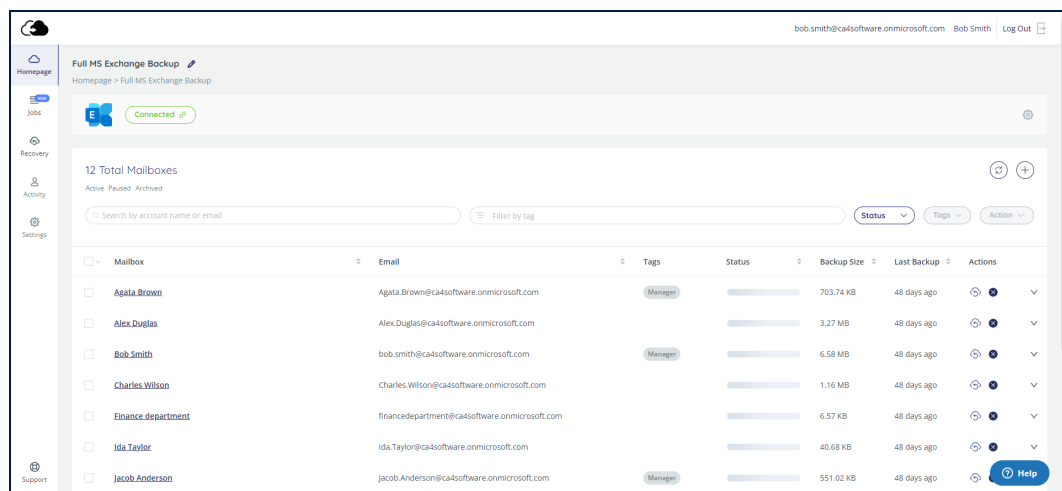 bob.smith@ca4software.onmicrosoft.com Bob Smith Log Out
Homepage
Full MS Exchange Backup
Homepage > Full MS Exchange Backup
NEW
Jobs
E Connected
Recovery
12 Total Mailboxes
Active Paused Archived
Activity
Search by account name or email Filter by tag Status Tags Action
Settings
Mailbox Email Tags Status Backup Size Last Backup Actions
Agata Brown Agata.Brown@ca4software.onmicrosoft.com Manager 703.74 KB 48 days ago
Alex Duglas Alex.Duglas@ca4software.onmicrosoft.com 3.27 MB 48 days ago
Bob Smith bob.smith@ca4software.onmicrosoft.com Manager 6.58 MB 48 days ago
Charles Wilson Charles.Wilson@ca4software.onmicrosoft.com 1.16 MB 48 days ago
Finance department financedepartment@ca4software.onmicrosoft.com 6.57 KB 48 days ago
Ida Taylor Ida.Taylor@ca4software.onmicrosoft.com 40.68 KB 48 days ago
Jacob Anderson Jacob.Anderson@ca4software.onmicrosoft.com Manager 551.02 KB 48 days ago
Support
Help